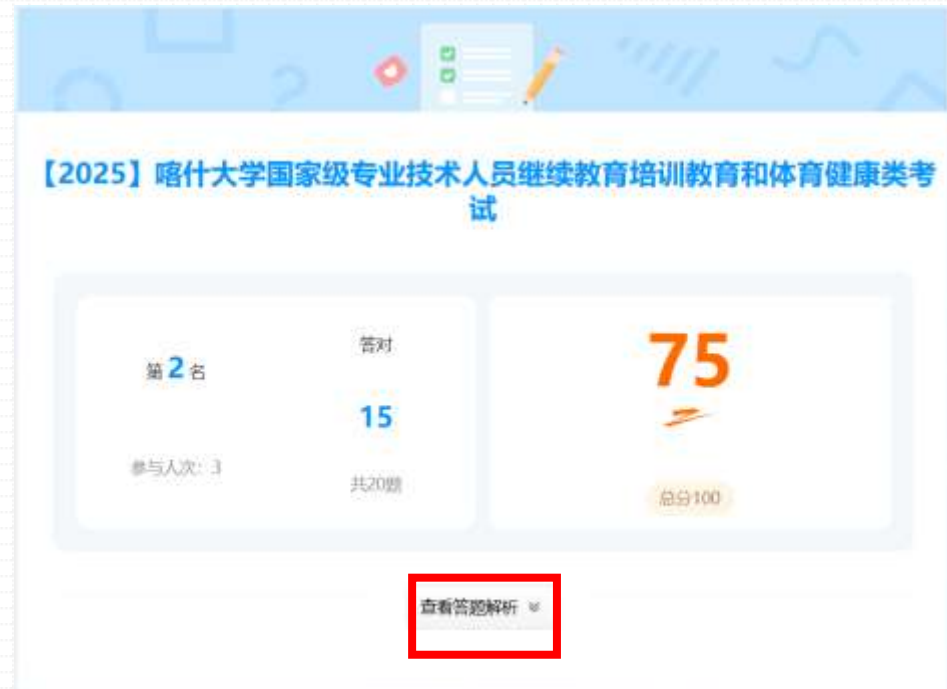 【2025】喀什大学国家级专业技术人员继续教育培训教育和体育健康类考
试
第2名
参与人次：3
答对
15
共20题
75
总分100
查看答题解析